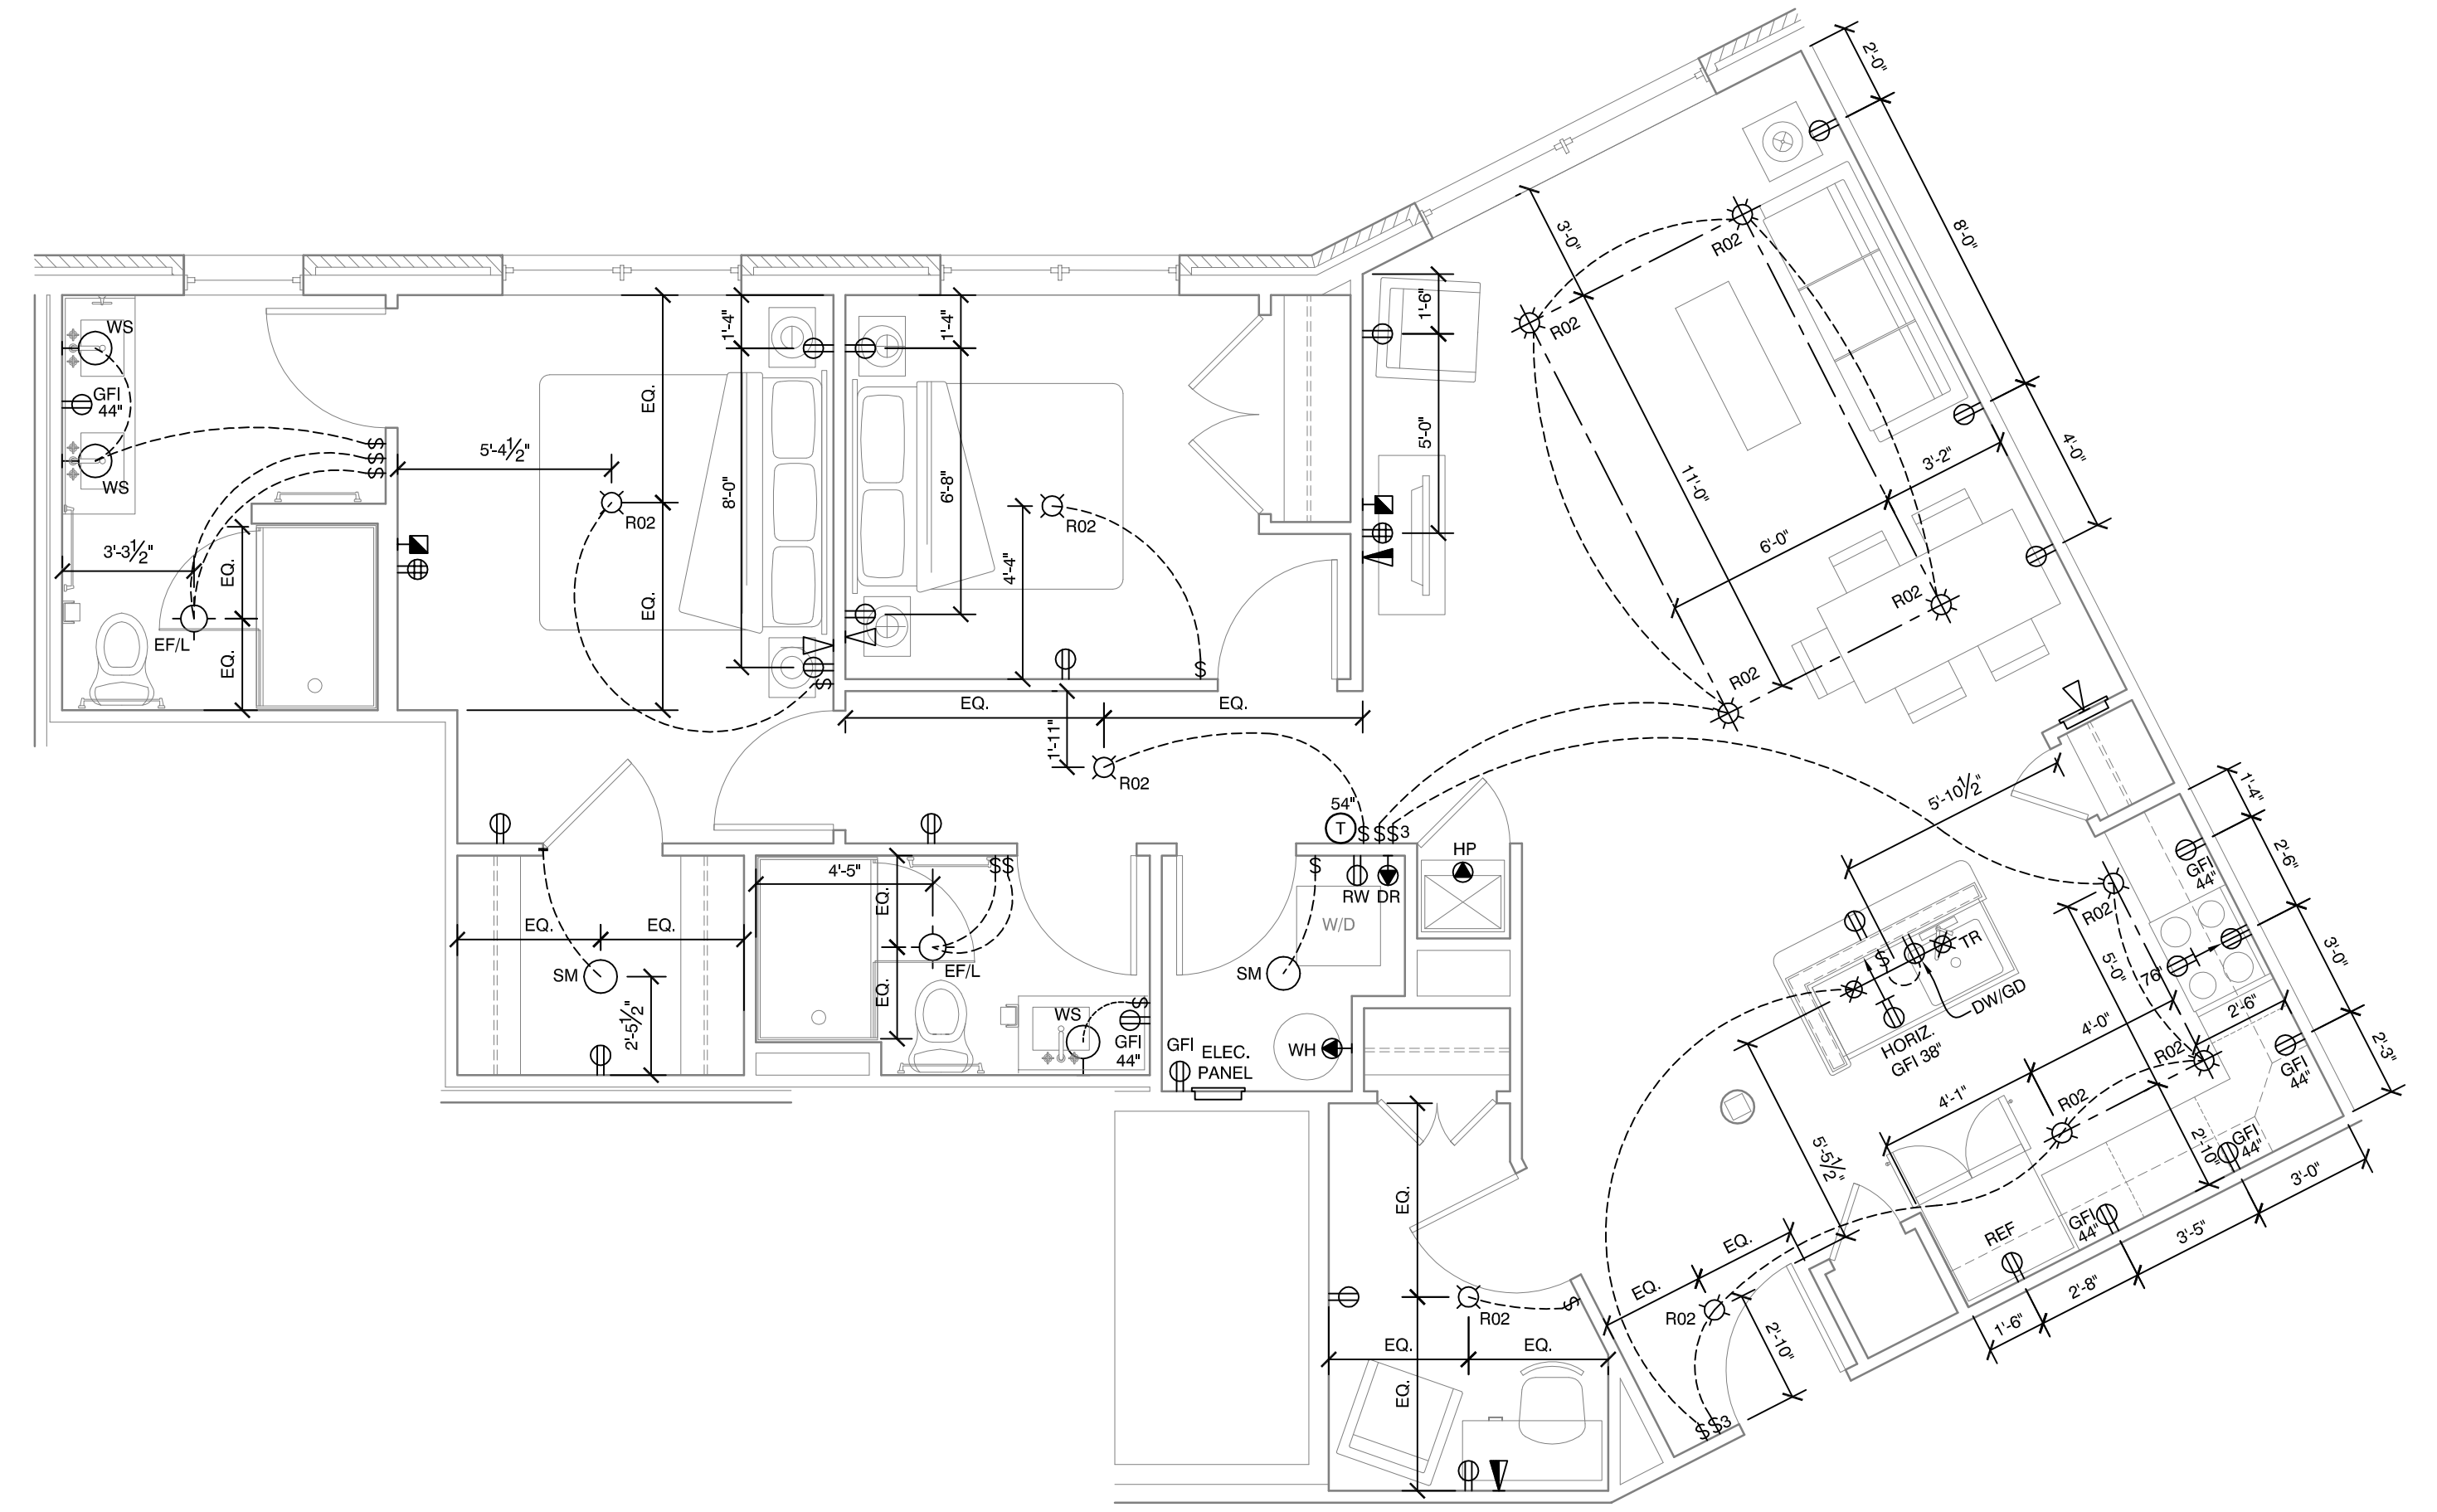 2'-0"
8'-0"
4'-0"
3'-0"
R02
R02
11'-0"
3'-2"
6'-0"
R02
R02
1'-6"
5'-0"
WS
GFI
44"
WS
$
$
$
5'-4½"
EQ.
EQ.
R02
1'-4"
8'-0"
1'-4"
6'-8"
R02
4'-4"
$
$
3'-3½"
EQ.
EQ.
EF/L
EQ.
EQ.
1'-11"
R02
54"
T
$ $$3
5'-10½"
1'-4"
2'-6"
3'-0"
2'-3"
4'-5"
EQ.
EQ.
$$
EF/L
WS
$
GFI
44"
EQ.
EQ.
SM
2'-5½"
$
RW
DR
W/D
SM
HP
GFI
ELEC.
PANEL
WH
R02
GFI
44"
5'-0"
76"
2'-6"
4'-0"
TR
$
DW/GD
HORIZ.
GFI 38"
R02
GFI
44"
4'-1"
R02
5'-5½"
2'-10"
GFI
44"
3'-0"
3'-5"
2'-8"
1'-6"
GFI
44"
REF
EQ.
EQ.
R02
2'-10"
$$3
EQ.
R02
$
EQ.
EQ.
EQ.